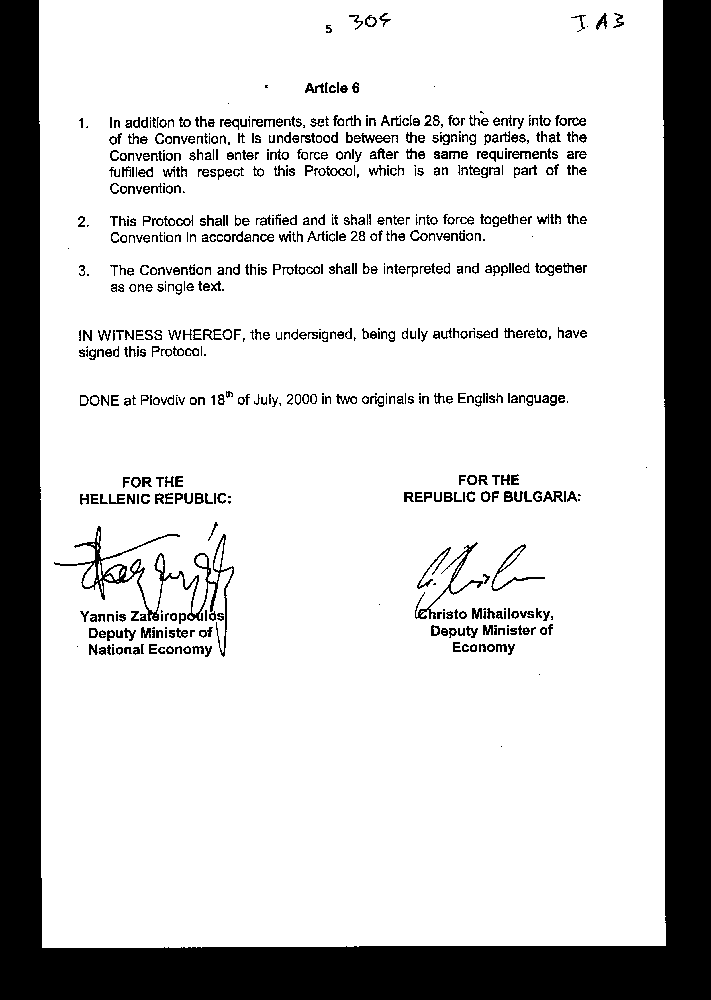 5 305 IA3
Article 6
1. In addition to the requirements, set forth in Article 28, for the entry into force
of the Convention, it is understood between the signing parties, that the
Convention shall enter into force only after the same requirements are
fulfilled with respect to this Protocol, which is an integral part of the
Convention.
2. This Protocol shall be ratified and it shall enter into force together with the
Convention in accordance with Article 28 of the Convention.
3. The Convention and this Protocol shall be interpreted and applied together
as one single text.
IN WITNESS WHEREOF, the undersigned, being duly authorised thereto, have
signed this Protocol.
DONE at Plovdiv on 18th of July, 2000 in two originals in the English language.
FOR THE
HELLENIC REPUBLIC:
Yannis Zafeiropoulos
Deputy Minister of
National Economy
FOR THE
REPUBLIC OF BULGARIA:
Christo Mihailovsky,
Deputy Minister of
Economy